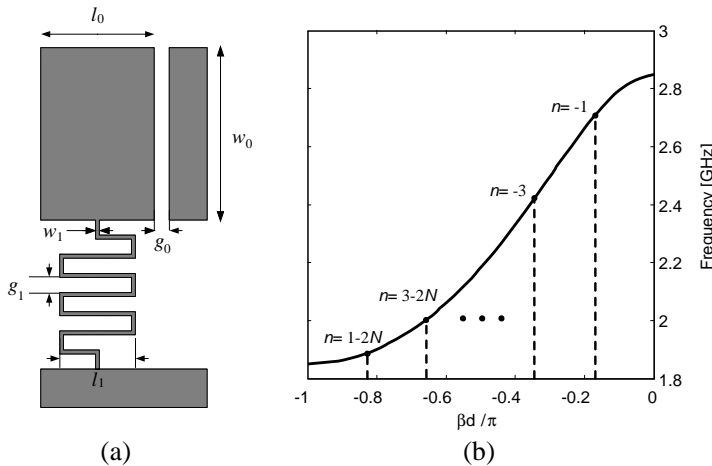 l₀
w₀
w₁
g₀
g₁
l₁
(a)
3
2.8
2.6
2.4
2.2
2
1.8
Frequency [GHz]
n= -1
n= -3
n= 3-2N
n= 1-2N
-1
-0.8
-0.6
-0.4
-0.2
0
βd /π
(b)